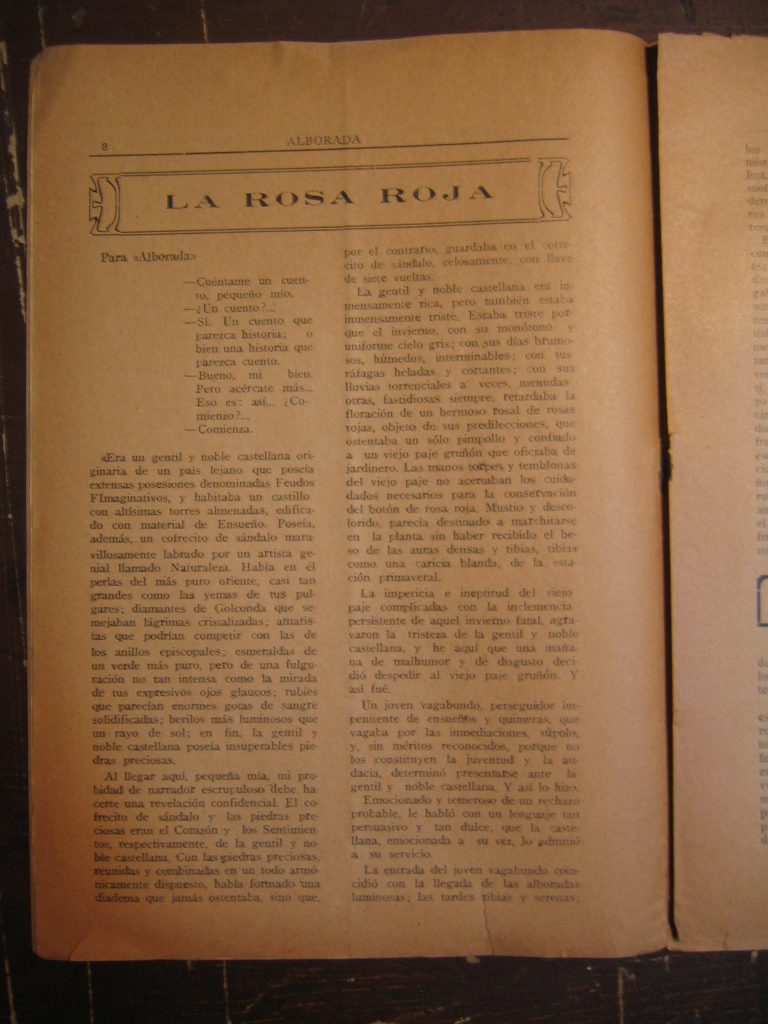 8
ALBORADA
LA ROSA ROJA
Para «Alborada»
—Cuéntame un cuen-
to, pequeño mío.
—¿Un cuento?...
—Sí. Un cuento que
parezca historia; o
bien una historia que
parezca cuento.
—Bueno, mi bien.
Pero acércate más...
Eso es: así... ¿Co-
mienzo?...
—Comienza.
«Era un gentil y noble castellana ori-
ginaria de un país lejano que poseía
extensas posesiones denominadas Feudos
FImaginativos, y habitaba un castillo
con altísimas torres almenadas, edifica-
do con material de Ensueño. Poseía,
además, un cofrecito de sándalo mara-
villosamente labrado por un artista ge-
nial llamado Naturaleza. Había en él
perlas del más puro oriente, casi tan
grandes como las yemas de tus pul-
gares; diamantes de Golconda que se-
mejaban lágrimas cristalizadas; amatis-
tas que podrían competir con las de
los anillos episcopales; esmeraldas de
un verde más puro, pero de una fulgu-
ración no tan intensa como la mirada
de tus expresivos ojos glaucos; rubíes
que parecían enormes gotas de sangre
solidificadas; berilos más luminosos que
un rayo de sol; en fin, la gentil y
noble castellana poseía insuperables pie-
dras preciosas.
Al llegar aquí, pequeña mía, mi pro-
bidad de narrador escrupuloso debe ha-
certe una revelación confidencial. El co-
frecito de sándalo y las piedras pre-
ciosas eran el Corazón y los Sentimien-
tos, respectivamente, de la gentil y no-
ble castellana. Con las piedras preciosas,
reunidas y combinadas en un todo armó-
nicamente dispuesto, había formado una
diadema que jamás ostentaba, sino que,
por el contrario, guardaba en el cofre-
cito de sándalo, celosamente, con llave
de siete vueltas.
La gentil y noble castellana era in-
mensamente rica, pero también estaba
inmensamente triste. Estaba triste por-
que el invierno, con su monótono y
uniforme cielo gris; con sus días brumo-
sos, húmedos, interminables; con sus
ráfagas heladas y cortantes; con sus
lluvias torrenciales a veces, menudas
otras, fastidiosas siempre, retardaba la
floración de un hermoso rosal de rosas
rojas, objeto de sus predilecciones, que
ostentaba un sólo pimpollo y confiado
a un viejo paje gruñón que oficiaba de
jardinero. Las manos torpes y temblonas
del viejo paje no acertaban los cuida-
dados necesarios para la conservación
del botón de rosa roja. Mustio y desco-
lorido, parecía destinado a marchitarse
en la planta sin haber recibido el be-
so de las auras densas y tibias, tibias
como una caricia blanda, de la esta-
ción primaveral.
La impericia e ineptitud del viejo
paje complicadas con la inclemencia
persistente de aquel invierno fatal, agra-
varon la tristeza de la gentil y noble
castellana, y he aquí que una maña-
na de malhumor y de disgusto deci-
dió despedir al viejo paje gruñón. Y
así fué.
Un joven vagabundo, perseguidor im-
penitente de ensueños y quimeras, que
vagaba por las inmediaciones, súpolo,
y, sin méritos reconocidos, porque no
los constituyen la juventud y la au-
dacia, determinó presentarse ante la
gentil y noble castellana. Y así lo hizo.
Emocionado y temeroso de un rechazo
probable, le habló con un lenguaje tan
persuasivo y tan dulce, que la caste-
llana, emocionada a su vez, lo admitió
a su servicio.
La entrada del joven vagabundo coin-
cidió con la llegada de las alboradas
luminosas; las tardes tibias y serenas;